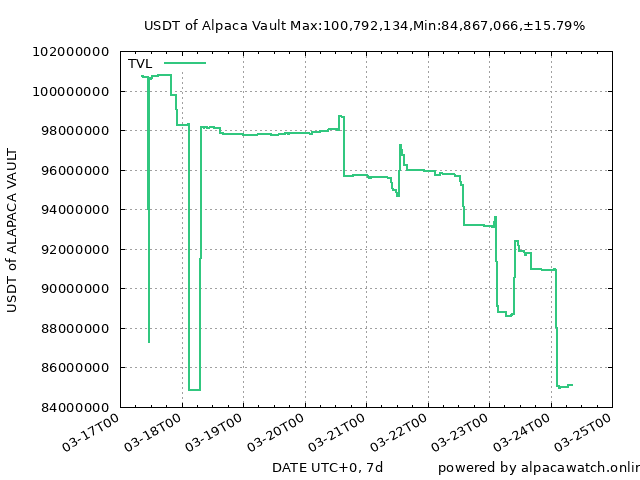 USDT of Alpaca Vault Max:100,792,134,Min:84,867,066,±15.79%
TVL
102000000
100000000
98000000
96000000
94000000
92000000
90000000
88000000
86000000
84000000
USDT of ALAPACA VAULT
03-17T00
03-18T00
03-19T00
03-20T00
03-21T00
03-22T00
03-23T00
03-24T00
03-25T00
DATE UTC+0, 7d
powered by alpacawatch.onlin